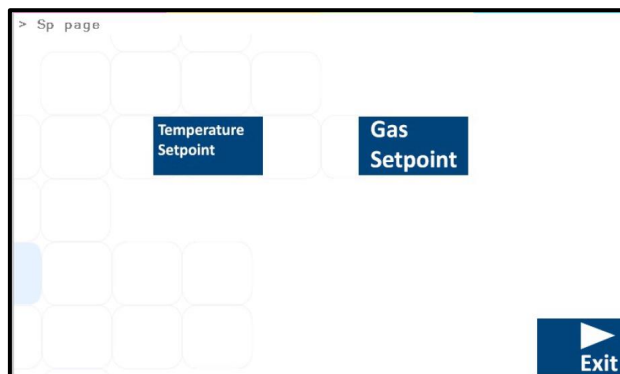 > Sp page
Temperature
Setpoint
Gas
Setpoint
Exit